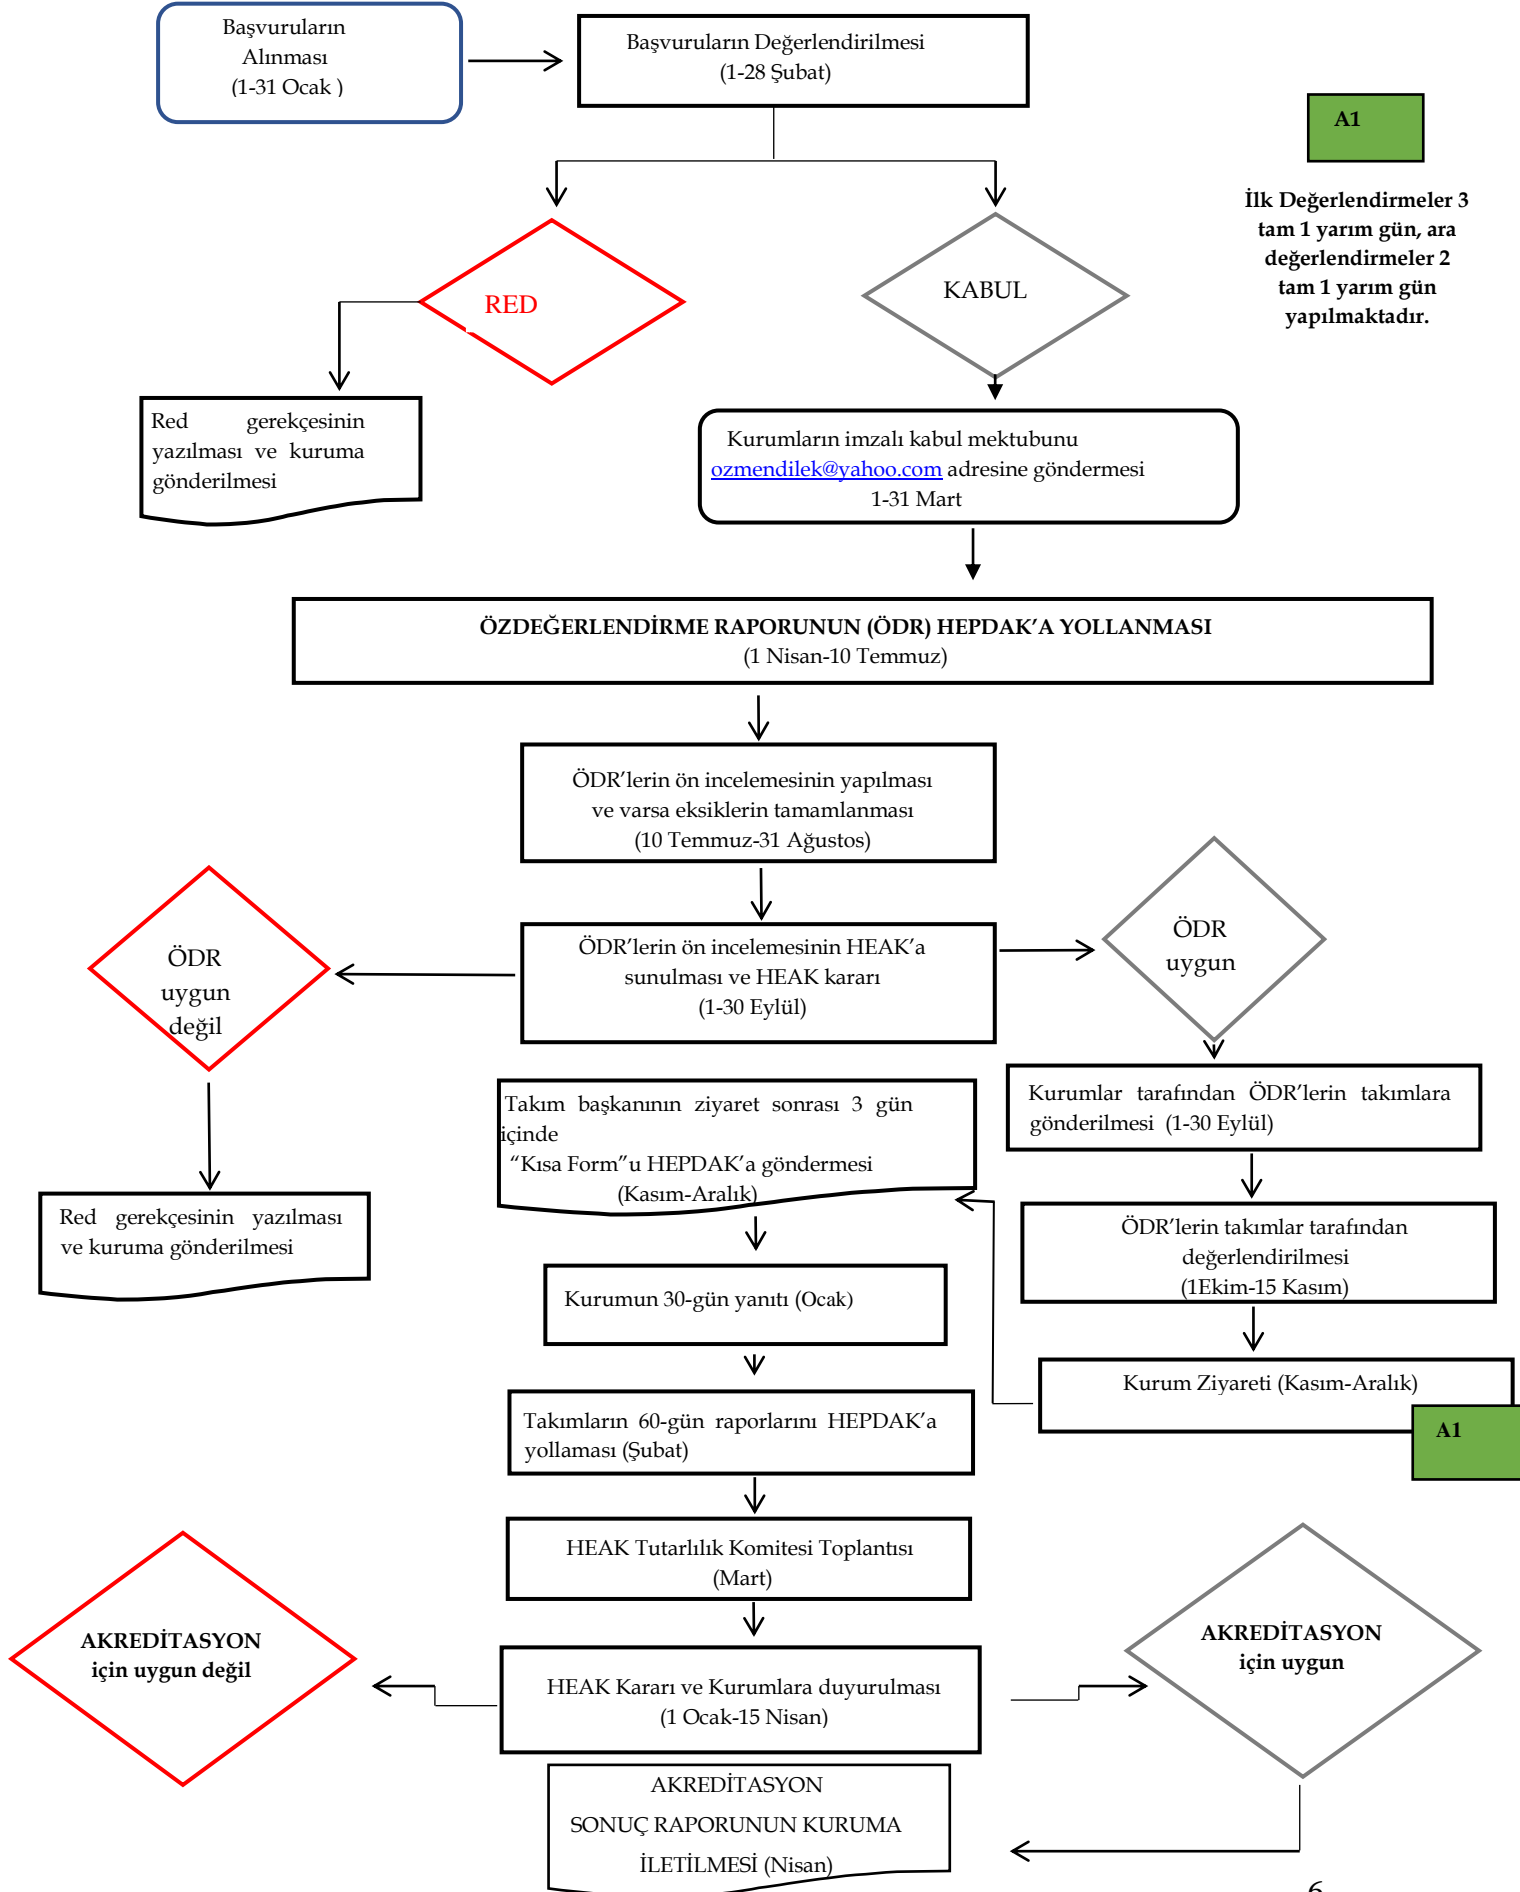 Başvuruların
Alınması
(1-31 Ocak )
Başvuruların Değerlendirilmesi
(1-28 Şubat)
A1
İlk Değerlendirmeler 3
tam 1 yarım gün, ara
değerlendirmeler 2
tam 1 yarım gün
yapılmaktadır.
RED
KABUL
Red gerekçesinin
yazılması ve kuruma
gönderilmesi
Kurumların imzalı kabul mektubunu
ozmendilek@yahoo.com adresine göndermesi
1-31 Mart
ÖZDEĞERLENDİRME RAPORUNUN (ÖDR) HEPDAK’A YOLLANMASI
(1 Nisan-10 Temmuz)
ÖDR’lerin ön incelemesinin yapılması
ve varsa eksiklerin tamamlanması
(10 Temmuz-31 Ağustos)
ÖDR
uygun
değil
ÖDR’lerin ön incelemesinin HEAK’a
sunulması ve HEAK kararı
(1-30 Eylül)
ÖDR
uygun
Red gerekçesinin yazılması
ve kuruma gönderilmesi
Kurumlar tarafından ÖDR’lerin takımlara
gönderilmesi (1-30 Eylül)
ÖDR’lerin takımlar tarafından
değerlendirilmesi
(1Ekim-15 Kasım)
Kurum Ziyareti (Kasım-Aralık)
A1
Takım başkanının ziyaret sonrası 3 gün
içinde
“Kısa Form”u HEPDAK’a göndermesi
(Kasım-Aralık)
Kurumun 30-gün yanıtı (Ocak)
Takımların 60-gün raporlarını HEPDAK’a
yollaması (Şubat)
HEAK Tutarlılık Komitesi Toplantısı
(Mart)
AKREDİTASYON
için uygun değil
HEAK Kararı ve Kurumlara duyurulması
(1 Ocak-15 Nisan)
AKREDİTASYON
için uygun
AKREDİTASYON
SONUÇ RAPORUNUN KURUMA
İLETİLMESİ (Nisan)
6